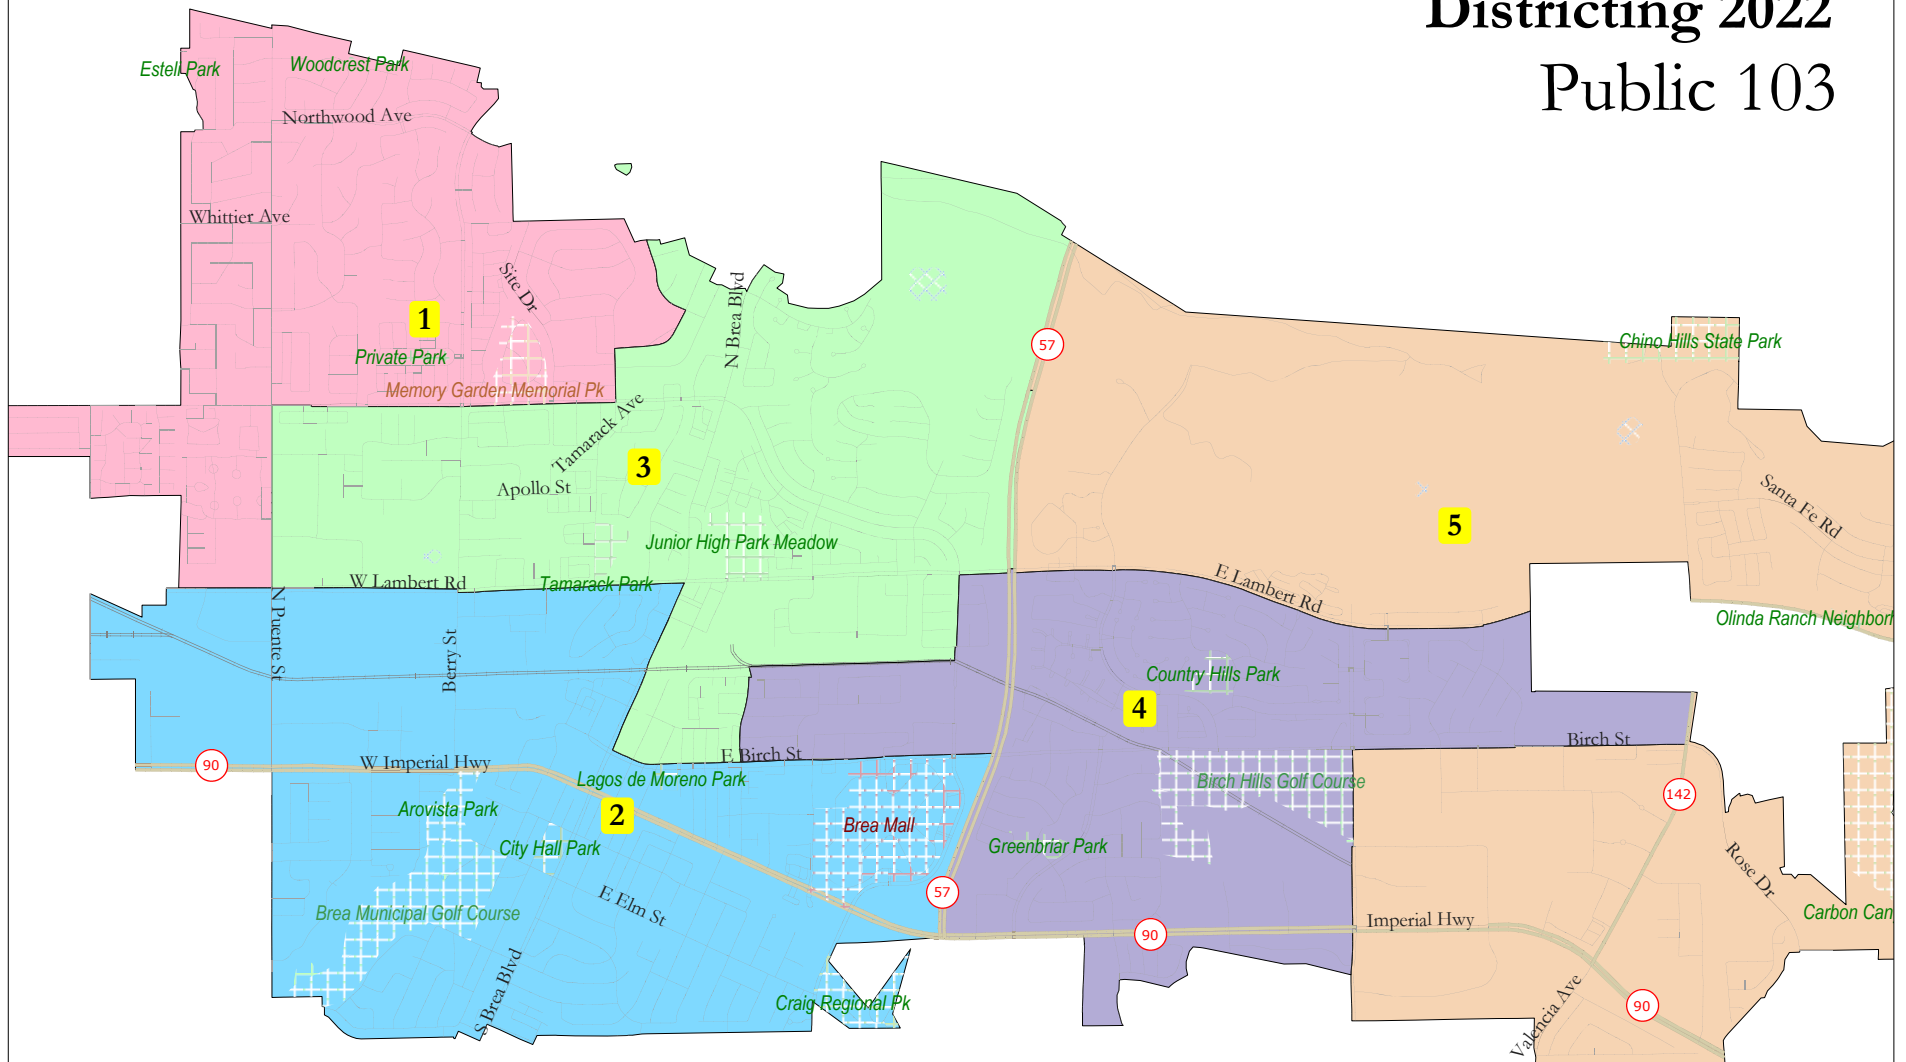 Districting 2022
Public 103
Estell Park
Woodcrest Park
Northwood Ave
Whittier Ave
Site Dr
N Brea Blvd
1
Private Park
57
Chino Hills State Park
Memory Garden Memorial Pk
Tamarack Ave
3
Apollo St
Santa Fe Rd
5
Junior High Park Meadow
W Lambert Rd
Tamarack Park
E Lambert Rd
N Puente St
Berry St
Olinda Ranch Neighborh
Country Hills Park
4
E Birch St
Birch St
90
W Imperial Hwy
Lagos de Moreno Park
Birch Hills Golf Course
142
Arovista Park
2
Brea Mall
City Hall Park
Greenbriar Park
Rose Dr
57
E Elm St
Brea Municipal Golf Course
Carbon Can
Imperial Hwy
90
S Brea Blvd
Craig Regional Pk
Valencia Ave
90